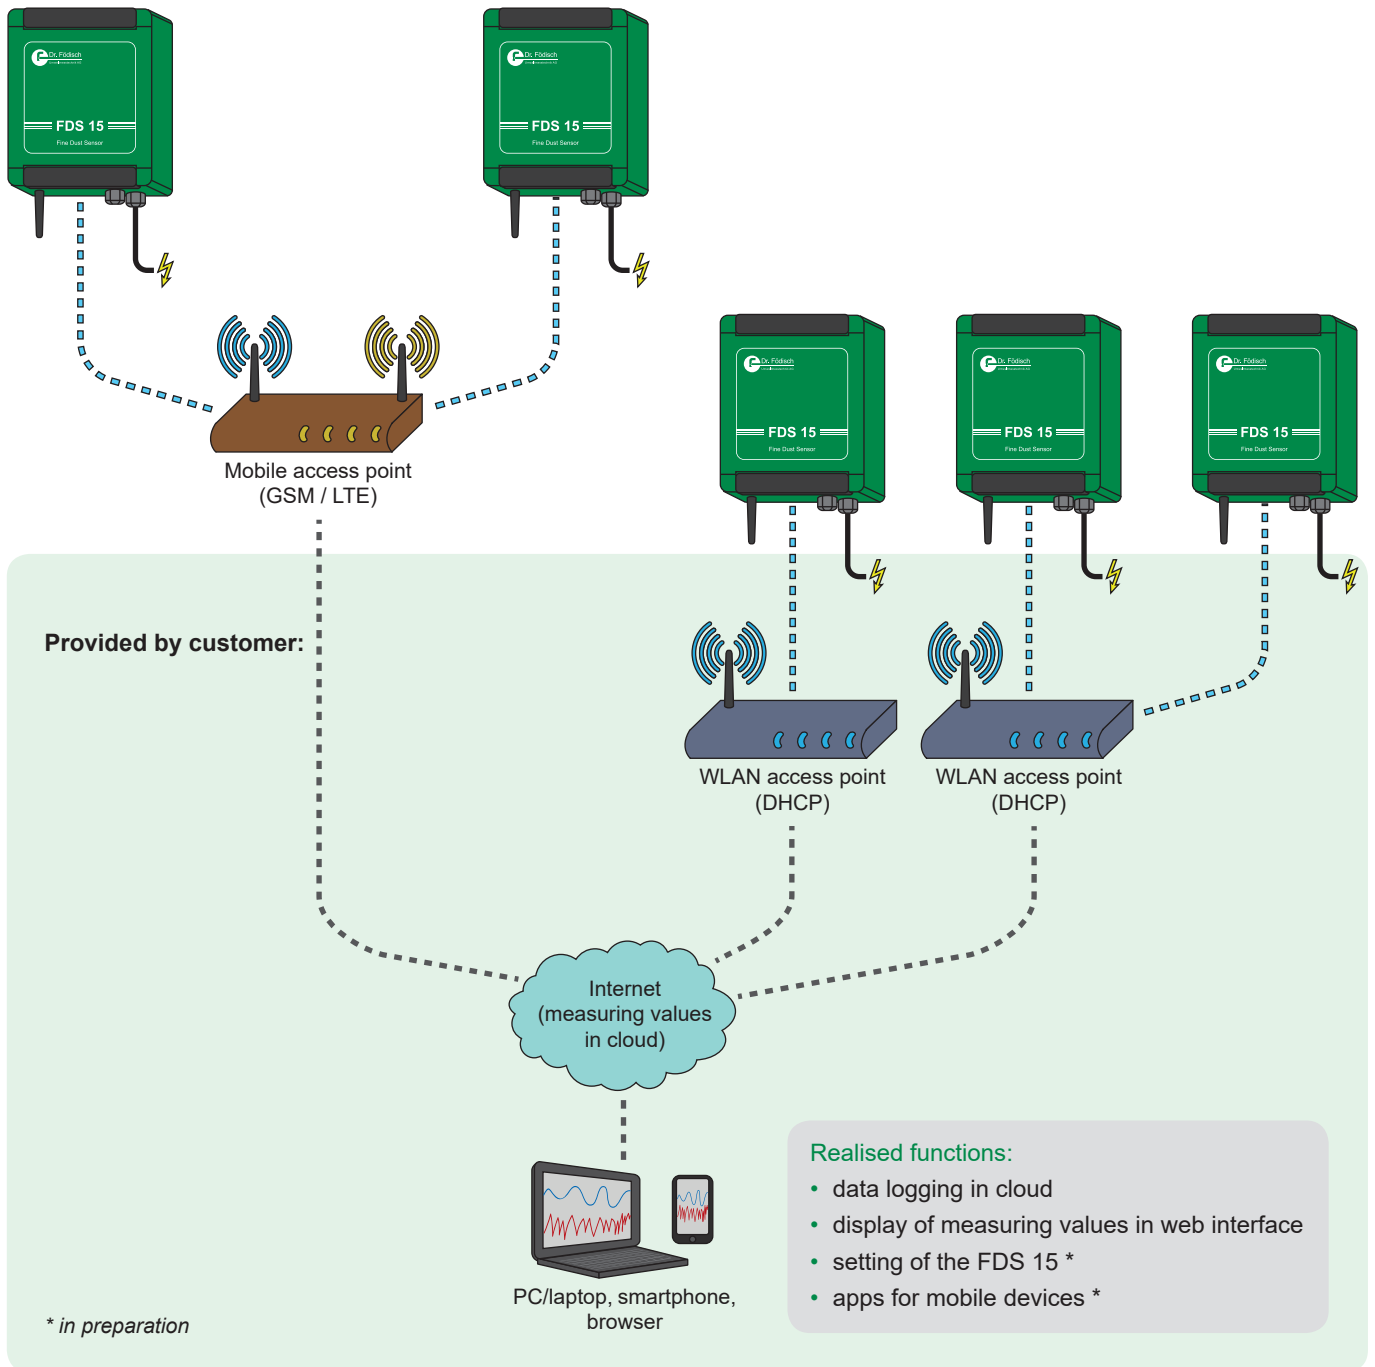 Dr. Födisch
FDS 15
Fine Dust Sensor
Dr. Födisch
FDS 15
Fine Dust Sensor
Mobile access point
(GSM / LTE)
Dr. Födisch
FDS 15
Fine Dust Sensor
Dr. Födisch
FDS 15
Fine Dust Sensor
Dr. Födisch
FDS 15
Fine Dust Sensor
Provided by customer:
WLAN access point
(DHCP)
WLAN access point
(DHCP)
Internet
(measuring values
in cloud)
PC/laptop, smartphone,
browser
Realised functions:
• data logging in cloud
• display of measuring values in web interface
• setting of the FDS 15 *
• apps for mobile devices *
* in preparation